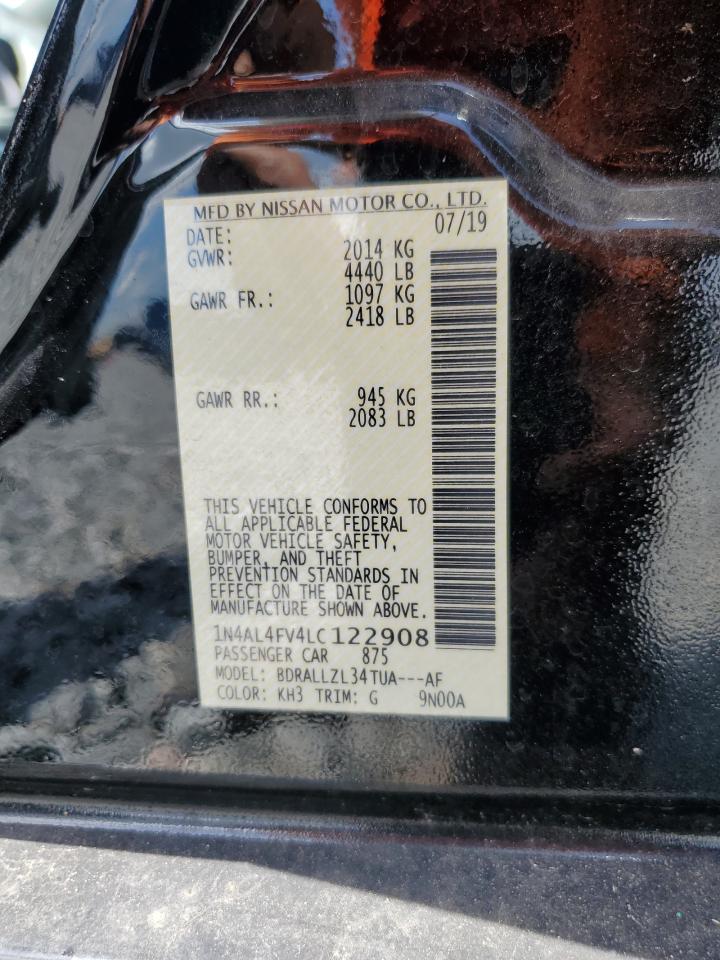 MFD BY NISSAN MOTOR CO., LTD.
DATE: 07/19
GVWR: 2014 KG
4440 LB
GAWR FR.: 1097 KG
2418 LB
GAWR RR.: 945 KG
2083 LB
THIS VEHICLE CONFORMS TO
ALL APPLICABLE FEDERAL
MOTOR VEHICLE SAFETY,
BUMPER, AND THEFT
PREVENTION STANDARDS IN
EFFECT ON THE DATE OF
MANUFACTURE SHOWN ABOVE.
1N4AL4FV4LC122908
PASSENGER CAR 875
MODEL: BDRALLZL34TUA---AF
COLOR: KH3 TRIM: G 9N00A